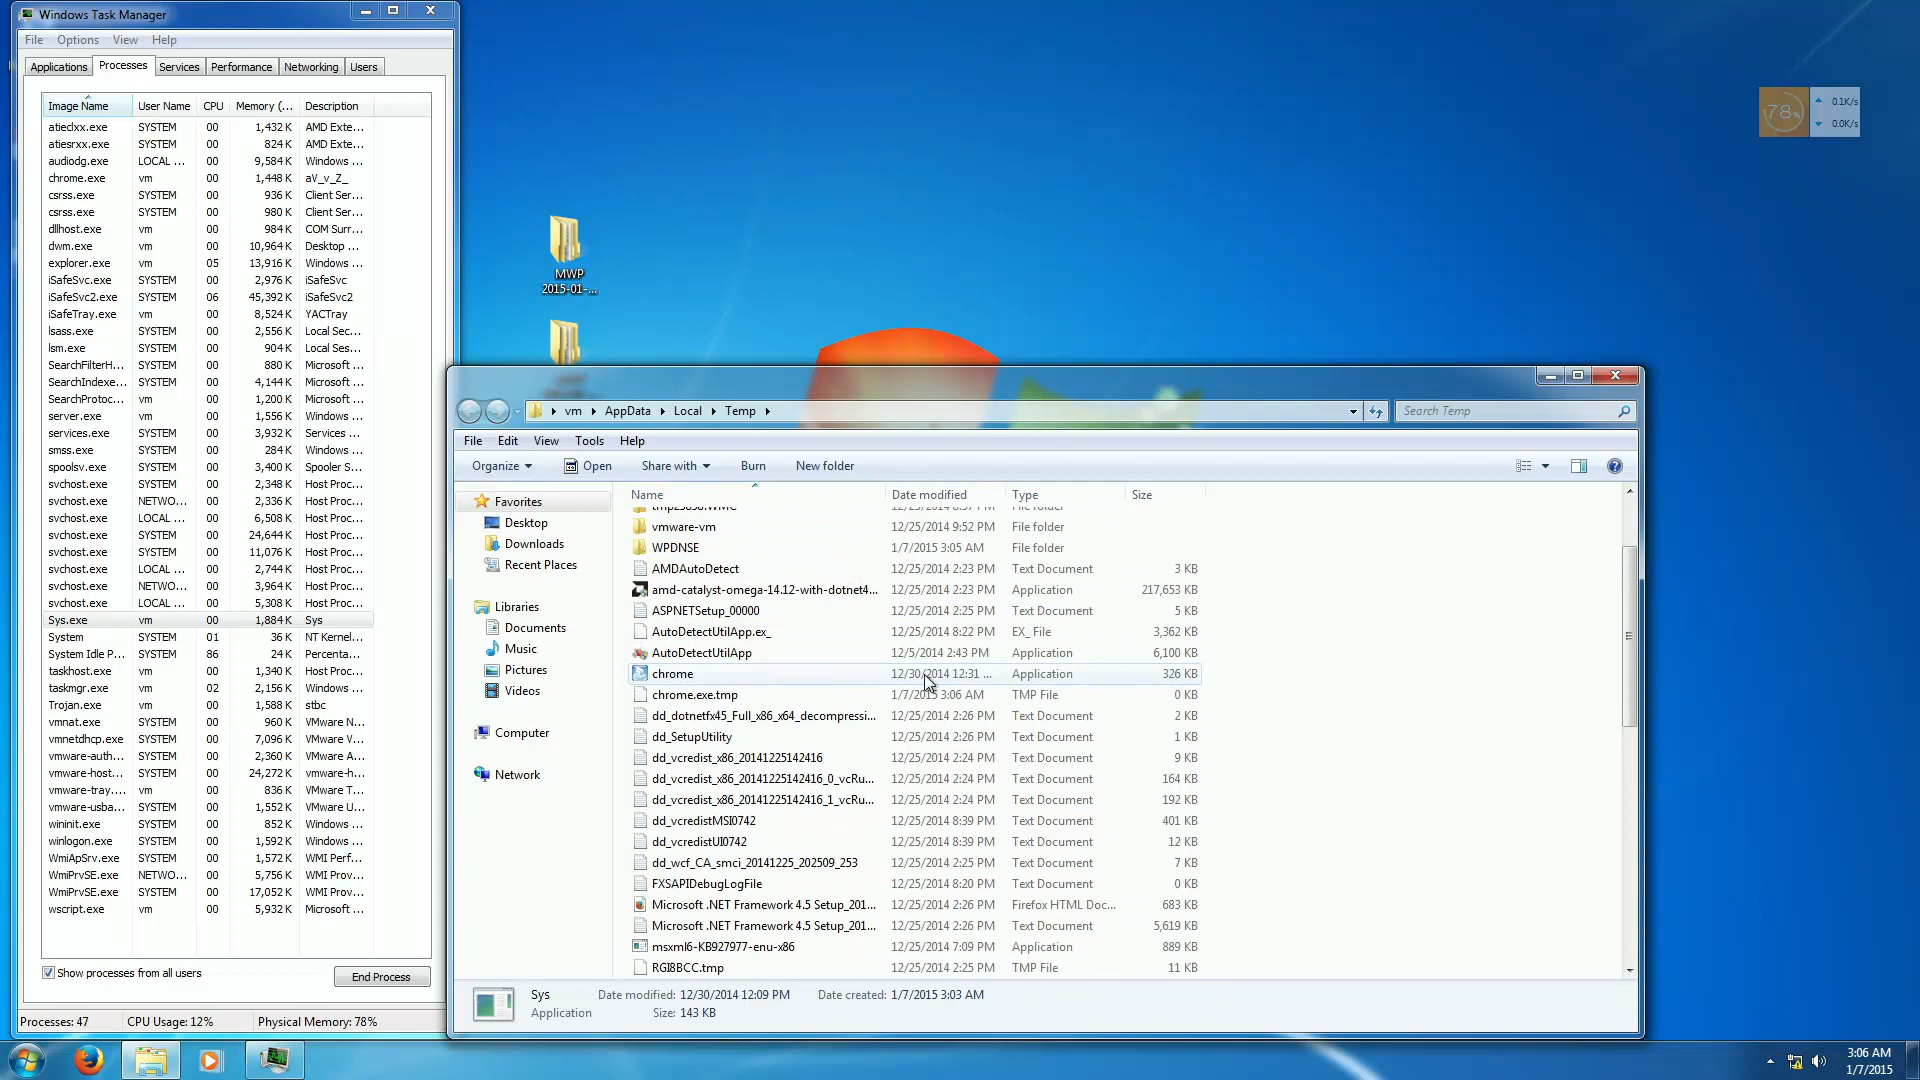 Windows Task Manager
File Options View Help
Applications Processes Services Performance Networking Users
Image Name User Name CPU Memory (... Description
atieclxx.exe SYSTEM 00 1,432 K AMD Exte...
atiesrxx.exe SYSTEM 00 824 K AMD Exte...
audiodg.exe LOCAL ... 00 9,584 K Windows ...
chrome.exe vm 00 1,448 K aV_v_Z_
csrss.exe SYSTEM 00 936 K Client Ser...
csrss.exe SYSTEM 00 980 K Client Ser...
dllhost.exe vm 00 984 K COM Surr...
dwm.exe vm 00 10,964 K Desktop ...
explorer.exe vm 05 13,916 K Windows ...
iSafeSvc.exe SYSTEM 00 2,976 K iSafeSvc
iSafeSvc2.exe SYSTEM 06 45,392 K iSafeSvc2
iSafeTray.exe vm 00 8,524 K YACTray
lsass.exe SYSTEM 00 2,556 K Local Sec...
lsm.exe SYSTEM 00 904 K Local Ses...
SearchFilterH... SYSTEM 00 880 K Microsoft ...
SearchIndexe... SYSTEM 00 4,144 K Microsoft ...
SearchProtoc... vm 00 1,200 K Microsoft ...
server.exe vm 00 1,556 K Windows ...
services.exe SYSTEM 00 3,932 K Services ...
smss.exe SYSTEM 00 284 K Windows ...
spoolsv.exe SYSTEM 00 3,400 K Spooler S...
svchost.exe SYSTEM 00 2,348 K Host Proc...
svchost.exe NETWO... 00 2,336 K Host Proc...
svchost.exe LOCAL ... 00 6,508 K Host Proc...
svchost.exe SYSTEM 00 24,644 K Host Proc...
svchost.exe SYSTEM 00 11,076 K Host Proc...
svchost.exe LOCAL ... 00 2,744 K Host Proc...
svchost.exe NETWO... 00 3,964 K Host Proc...
svchost.exe LOCAL ... 00 5,308 K Host Proc...
Sys.exe vm 00 1,884 K Sys
System SYSTEM 01 36 K NT Kernel...
System Idle P... SYSTEM 86 24 K Percenta...
taskhost.exe vm 00 1,340 K Host Proc...
taskmgr.exe vm 02 2,156 K Windows ...
Trojan.exe vm 00 1,588 K stbc
vmnat.exe SYSTEM 00 960 K VMware N...
vmnetdhcp.exe SYSTEM 00 7,096 K VMware V...
vmware-auth... SYSTEM 00 2,360 K VMware A...
vmware-host... SYSTEM 00 24,272 K vmware-h...
vmware-tray.... vm 00 836 K VMware T...
vmware-usba... SYSTEM 00 1,552 K VMware U...
wininit.exe SYSTEM 00 852 K Windows ...
winlogon.exe SYSTEM 00 1,592 K Windows ...
WmiApSrv.exe SYSTEM 00 1,572 K WMI Perf...
WmiPrvSE.exe NETWO... 00 5,756 K WMI Prov...
WmiPrvSE.exe SYSTEM 00 17,052 K WMI Prov...
wscript.exe vm 00 5,932 K Microsoft ...
Show processes from all users End Process
Processes: 47 CPU Usage: 12% Physical Memory: 78%
MWP
2015-01-...
78%
0.1K/s
0.0K/s
vm AppData Local Temp
Search Temp
File Edit View Tools Help
Organize Open Share with Burn New folder
Favorites
Desktop
Downloads
Recent Places
Libraries
Documents
Music
Pictures
Videos
Computer
Network
Name Date modified Type Size
vmware-vm 12/25/2014 9:52 PM File folder
WPDNSE 1/7/2015 3:05 AM File folder
AMDAutoDetect 12/25/2014 2:23 PM Text Document 3 KB
amd-catalyst-omega-14.12-with-dotnet4... 12/25/2014 2:23 PM Application 217,653 KB
ASPNETSetup_00000 12/25/2014 2:25 PM Text Document 5 KB
AutoDetectUtilApp.ex_ 12/25/2014 8:22 PM EX_ File 3,362 KB
AutoDetectUtilApp 12/5/2014 2:43 PM Application 6,100 KB
chrome 12/30/2014 12:31 ... Application 326 KB
chrome.exe.tmp 1/7/2015 3:06 AM TMP File 0 KB
dd_dotnetfx45_Full_x86_x64_decompressi... 12/25/2014 2:26 PM Text Document 2 KB
dd_SetupUtility 12/25/2014 2:26 PM Text Document 1 KB
dd_vcredist_x86_20141225142416 12/25/2014 2:24 PM Text Document 9 KB
dd_vcredist_x86_20141225142416_0_vcRu... 12/25/2014 2:24 PM Text Document 164 KB
dd_vcredist_x86_20141225142416_1_vcRu... 12/25/2014 2:24 PM Text Document 192 KB
dd_vcredistMSI0742 12/25/2014 8:39 PM Text Document 401 KB
dd_vcredistUI0742 12/25/2014 8:39 PM Text Document 12 KB
dd_wcf_CA_smci_20141225_202509_253 12/25/2014 2:25 PM Text Document 7 KB
FXSAPIDebugLogFile 12/25/2014 8:20 PM Text Document 0 KB
Microsoft .NET Framework 4.5 Setup_201... 12/25/2014 2:26 PM Firefox HTML Doc... 683 KB
Microsoft .NET Framework 4.5 Setup_201... 12/25/2014 2:26 PM Text Document 5,619 KB
msxml6-KB927977-enu-x86 12/25/2014 7:09 PM Application 889 KB
RGI8BCC.tmp 12/25/2014 2:25 PM TMP File 11 KB
Sys Date modified: 12/30/2014 12:09 PM Date created: 1/7/2015 3:03 AM
Application Size: 143 KB
3:06 AM
1/7/2015